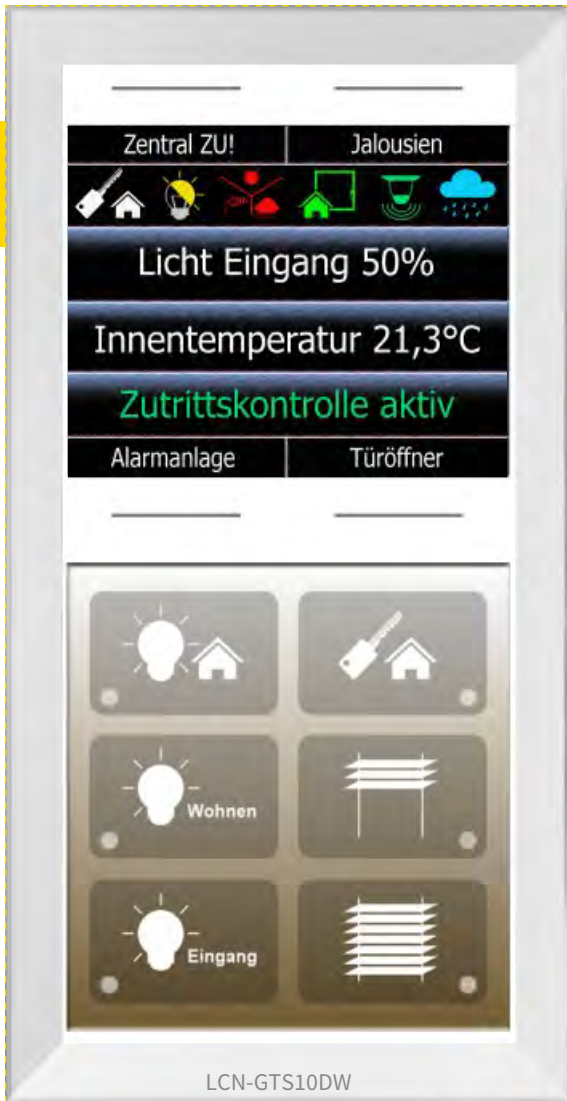 Zentral ZU! Jalousien
Licht Eingang 50%
Innentemperatur 21,3°C
Zutrittskontrolle aktiv
Alarmanlage Türöffner
Wohnen
Eingang
LCN-GTS10DW